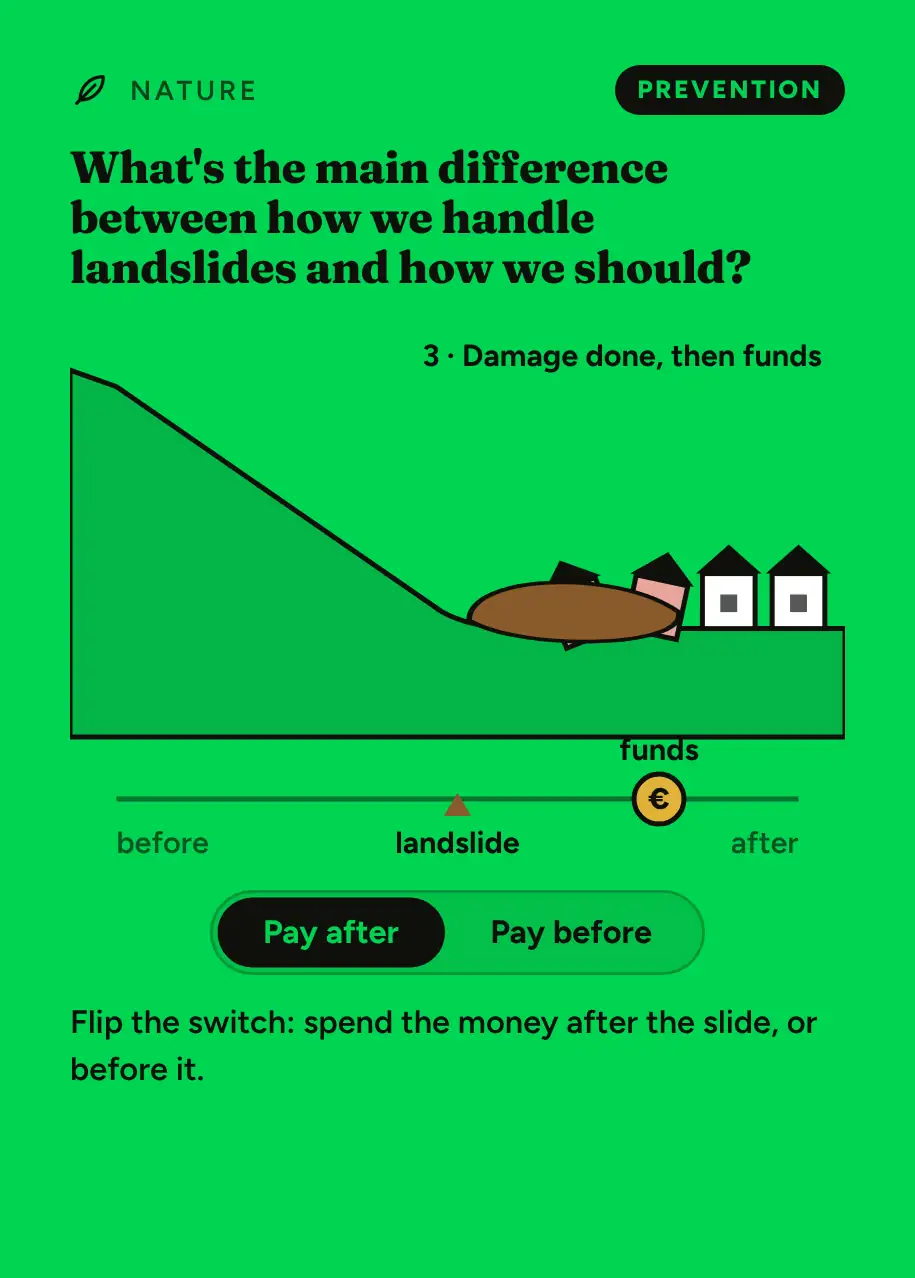 NATURE
PREVENTION
What's the main difference
between how we handle
landslides and how we should?
3 · Damage done, then funds
funds
€
before
landslide
after
Pay after
Pay before
Flip the switch: spend the money after the slide, or
before it.